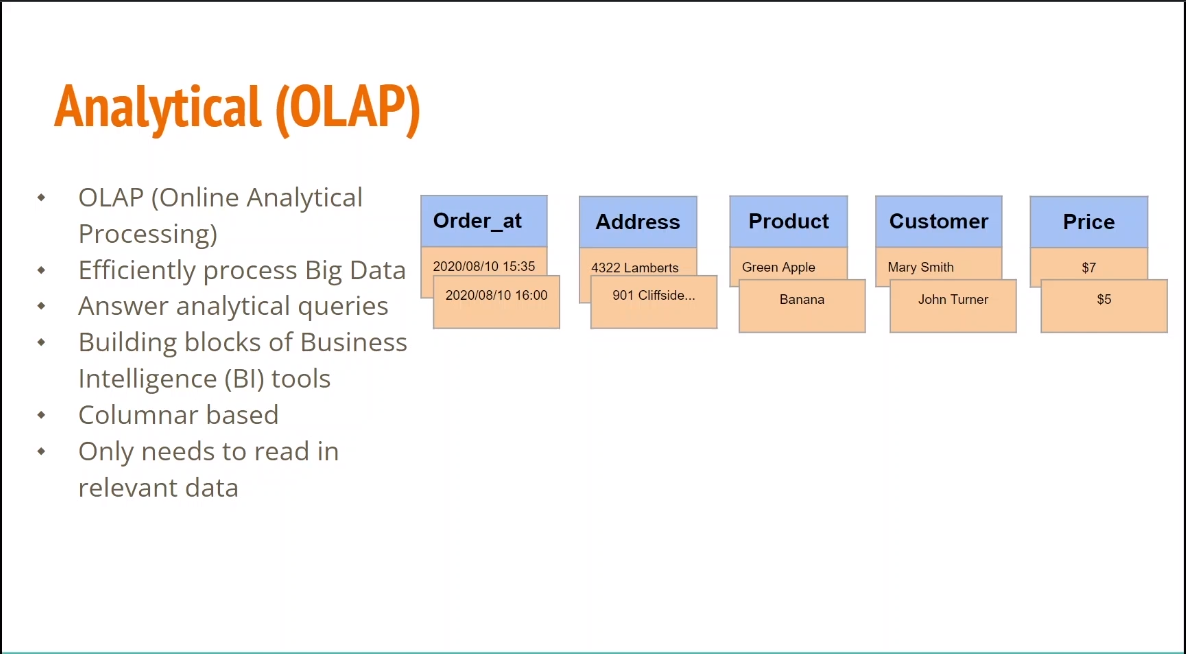 Analytical (OLAP)
OLAP (Online Analytical
Processing)
Efficiently process Big Data
Answer analytical queries
Building blocks of Business
Intelligence (BI) tools
Columnar based
Only needs to read in
relevant data
Order_at Address Product Customer Price
2020/08/10 15:35 4322 Lamberts Green Apple Mary Smith $7
2020/08/10 16:00 901 Cliffside... Banana John Turner $5